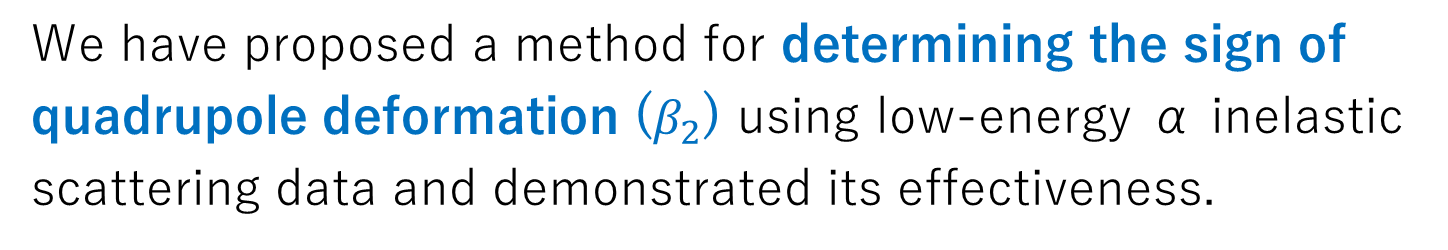 We have proposed a method for determining the sign of
quadrupole deformation (β₂) using low-energy α inelastic
scattering data and demonstrated its effectiveness.